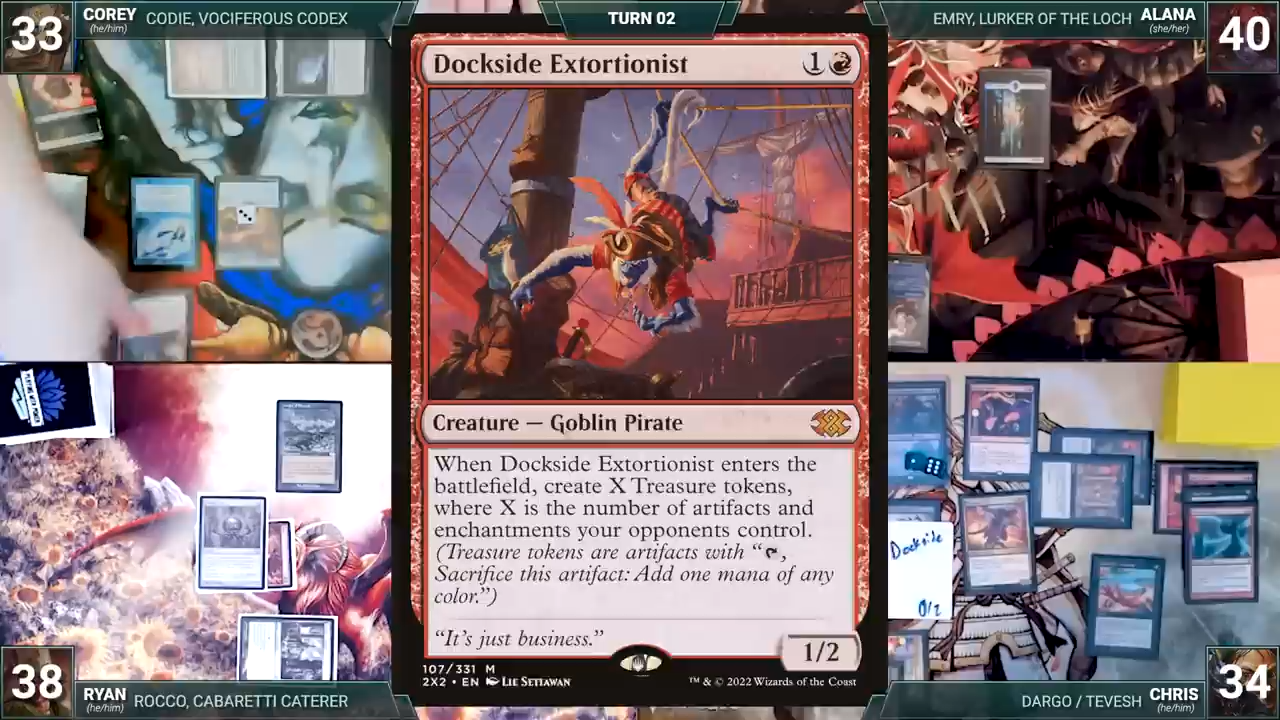 33
COREY
(he/him)
CODIE, VOCIFEROUS CODEX
TURN 02
EMRY, LURKER OF THE LOCH
ALANA
(she/her)
40
Dockside Extortionist
1
Creature — Goblin Pirate
When Dockside Extortionist enters the
battlefield, create X Treasure tokens,
where X is the number of artifacts and
enchantments your opponents control.
(Treasure tokens are artifacts with “
,
Sacrifice this artifact: Add one mana of any
color.”)
“It’s just business.”
1/2
107/331 M
2X2 • EN LIE SETIAWAN
™ & © 2022 Wizards of the Coast
Dockside
0/2
38
RYAN
(he/him)
ROCCO, CABARETTI CATERER
DARGO / TEVESH
CHRIS
(he/him)
34